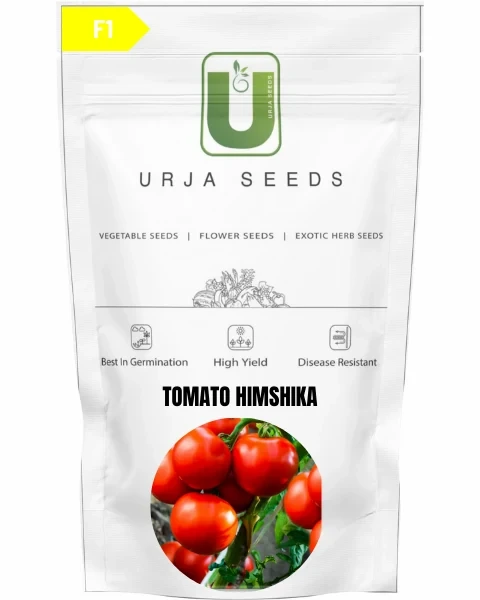 F1
U
URJA SEEDS
URJA SEEDS
VEGETABLE SEEDS | FLOWER SEEDS | EXOTIC HERB SEEDS
Best In Germination High Yield Disease Resistant
TOMATO HIMSHIKA